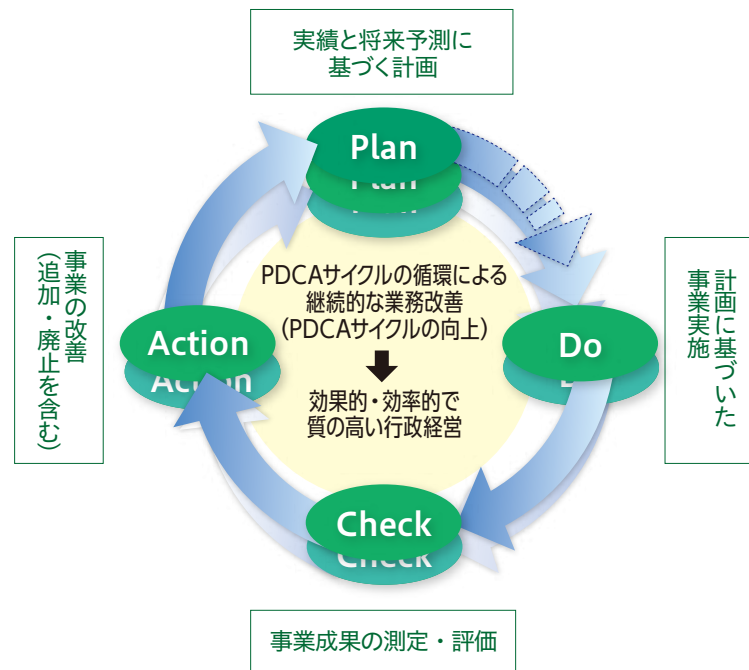 実績と将来予測に
基づく計画
Plan
Plan
Plan
計画に基づいた
事業実施
Do
Do
PDCAサイクルの循環による
継続的な業務改善
(PDCAサイクルの向上)
効果的・効率的で
質の高い行政経営
事業の改善
(追加・廃止を含む)
Action
Action
Check
Check
事業成果の測定・評価